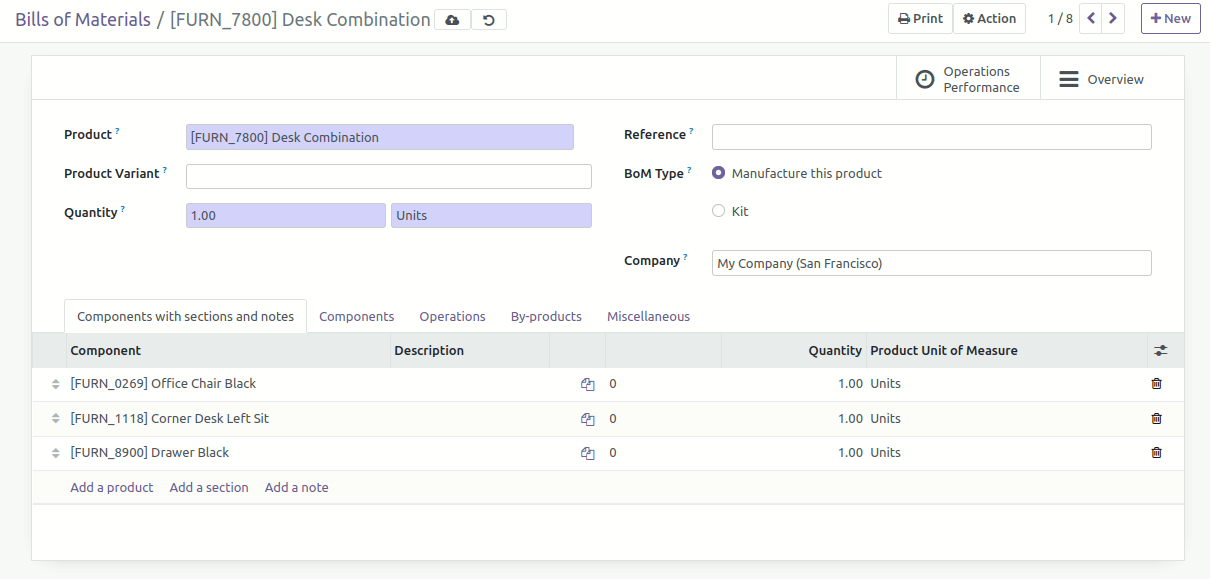 Bills of Materials / [FURN_7800] Desk Combination
Print Action 1 / 8 New
Operations Performance
Overview
Product ? [FURN_7800] Desk Combination
Reference ?
Product Variant ?
BoM Type ? Manufacture this product
Quantity ? 1.00 Units
Kit
Company ? My Company (San Francisco)
Components with sections and notes Components Operations By-products Miscellaneous
Component Description Quantity Product Unit of Measure
[FURN_0269] Office Chair Black 0 1.00 Units
[FURN_1118] Corner Desk Left Sit 0 1.00 Units
[FURN_8900] Drawer Black 0 1.00 Units
Add a product Add a section Add a note